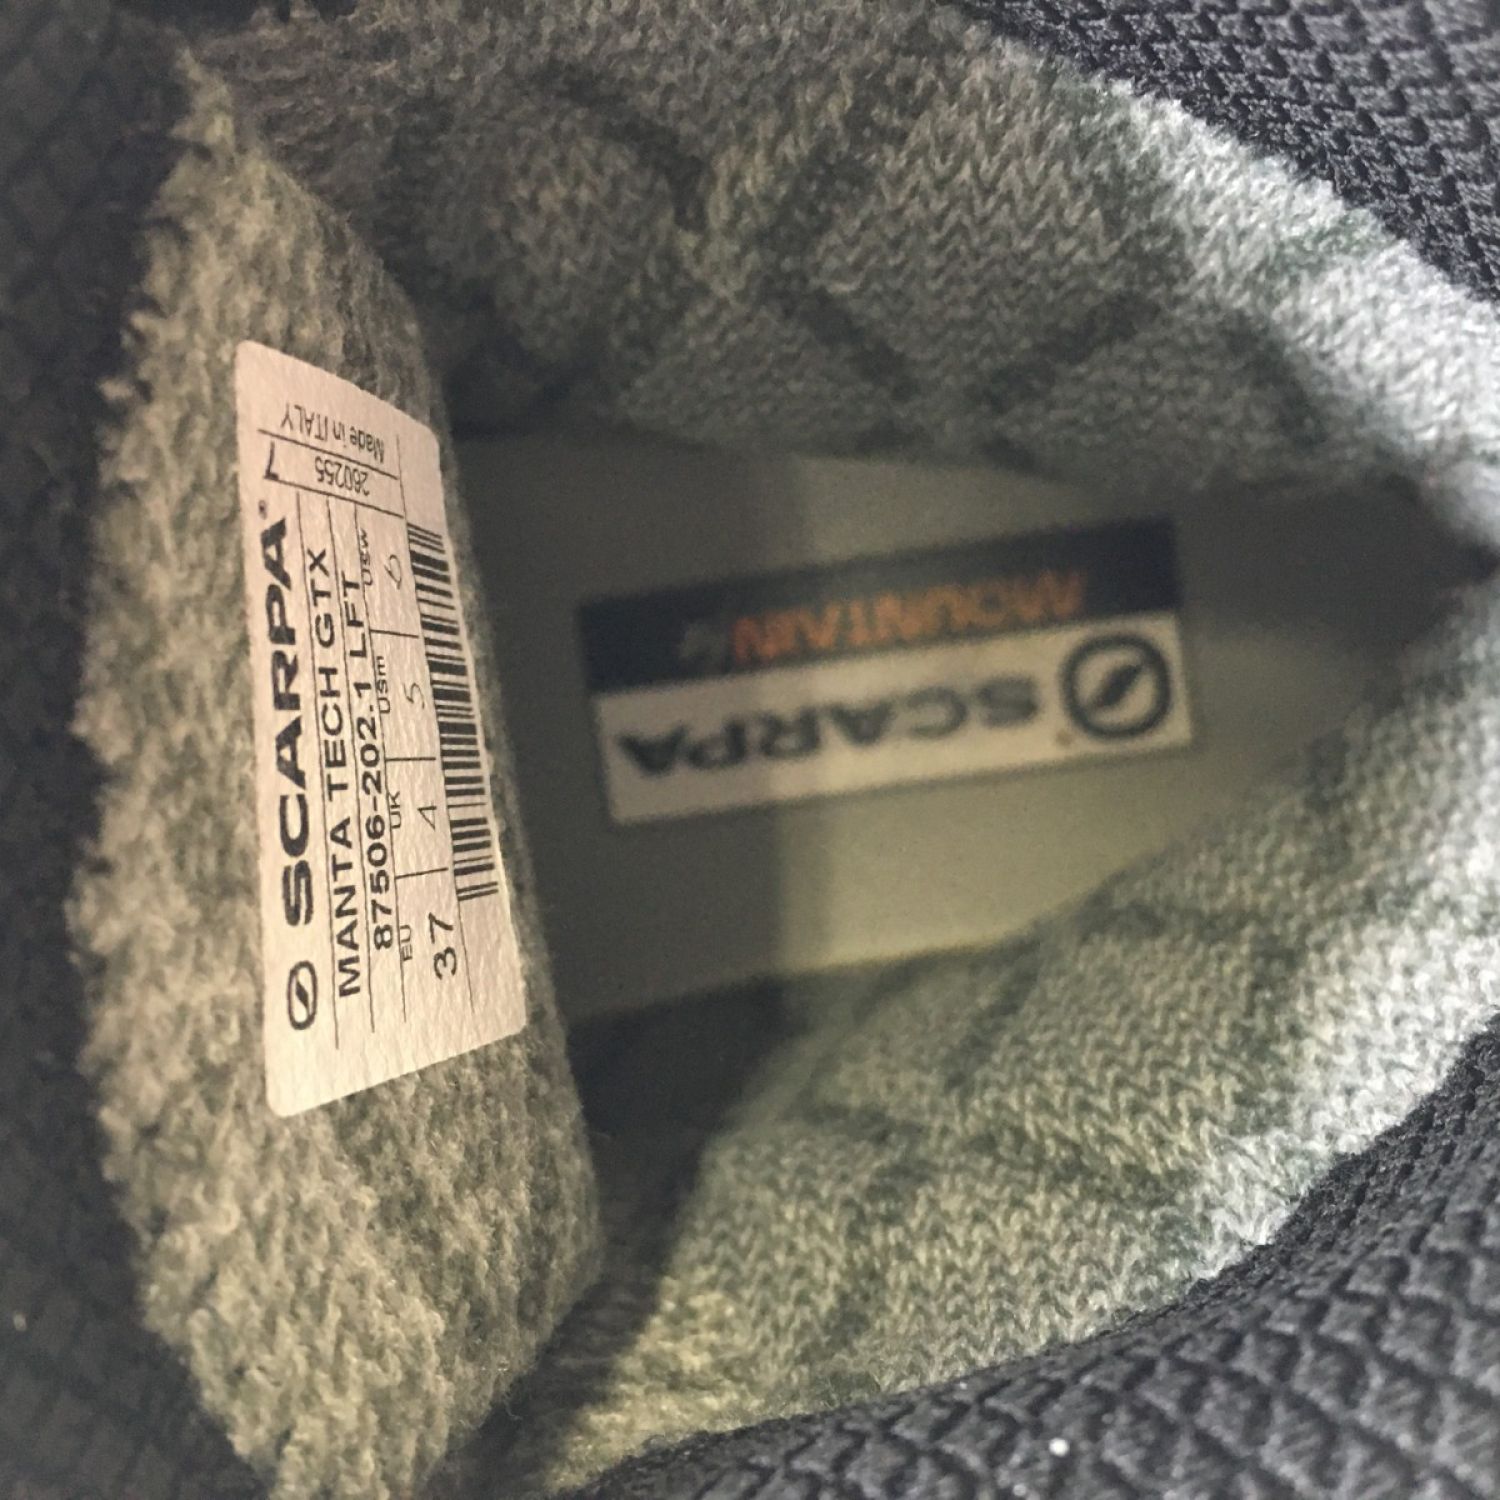 SCARPA®
MANTA TECH GTX
87506-202.1 LFT
EU UK USM USW
37 4 5 6
7 260255
Made in ITALY
SCARPA
MOUNTAIN